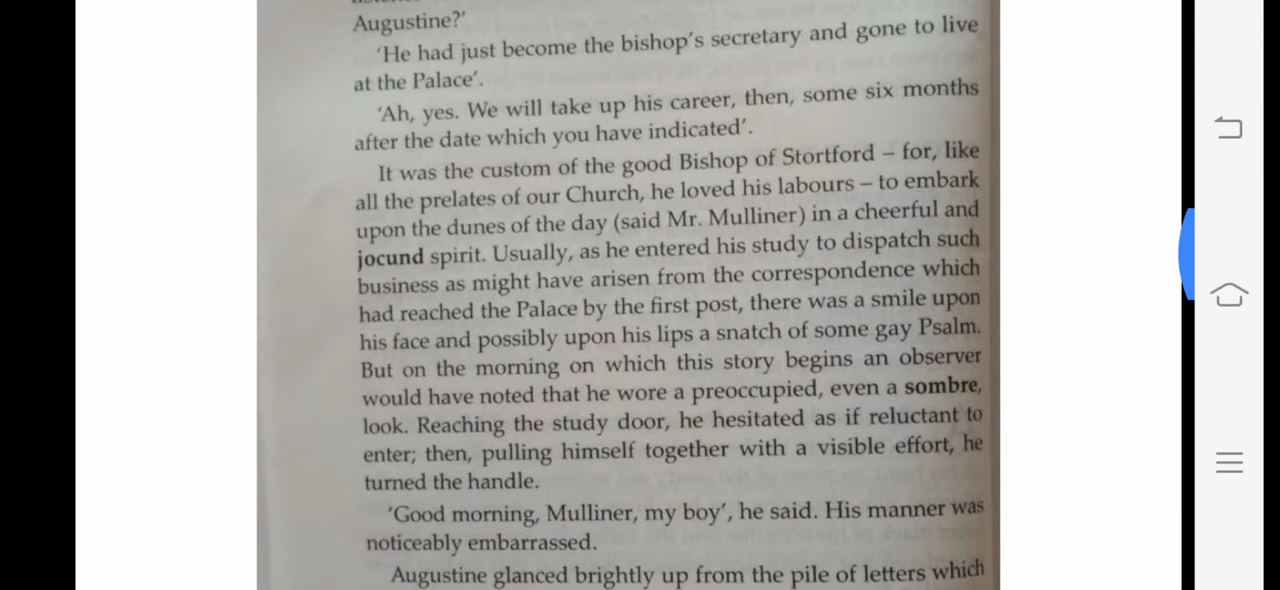 Augustine?'
'He had just become the bishop's secretary and gone to live
at the Palace'.
'Ah, yes. We will take up his career, then, some six months
after the date which you have indicated'.
It was the custom of the good Bishop of Stortford – for, like
all the prelates of our Church, he loved his labours – to embark
upon the dunes of the day (said Mr. Mulliner) in a cheerful and
jocund spirit. Usually, as he entered his study to dispatch such
business as might have arisen from the correspondence which
had reached the Palace by the first post, there was a smile upon
his face and possibly upon his lips a snatch of some gay Psalm.
But on the morning on which this story begins an observer
would have noted that he wore a preoccupied, even a sombre,
look. Reaching the study door, he hesitated as if reluctant to
enter; then, pulling himself together with a visible effort, he
turned the handle.
'Good morning, Mulliner, my boy', he said. His manner was
noticeably embarrassed.
Augustine glanced brightly up from the pile of letters which